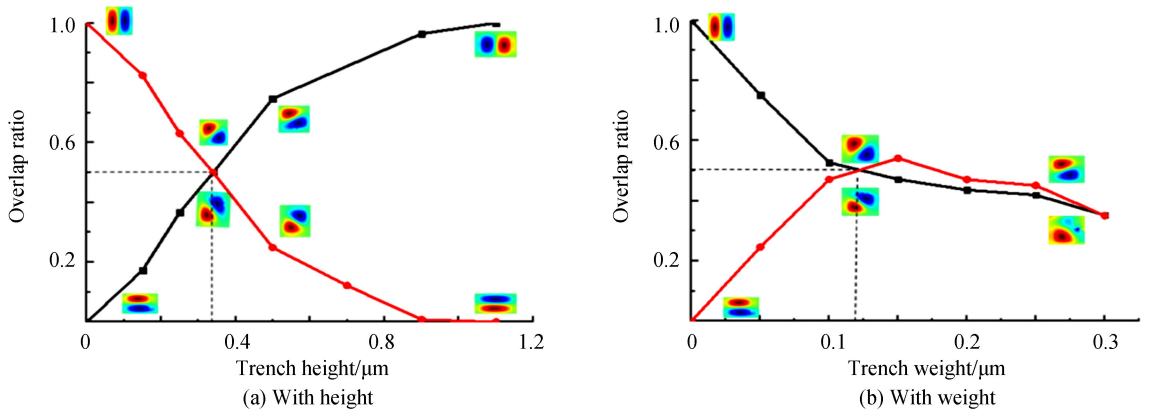 1.0
0.6
0.2
Overlap ratio
0
0.4
0.8
1.2
Trench height/μm
(a) With height
1.0
0.6
0.2
Overlap ratio
0
0.1
0.2
0.3
Trench weight/μm
(b) With weight